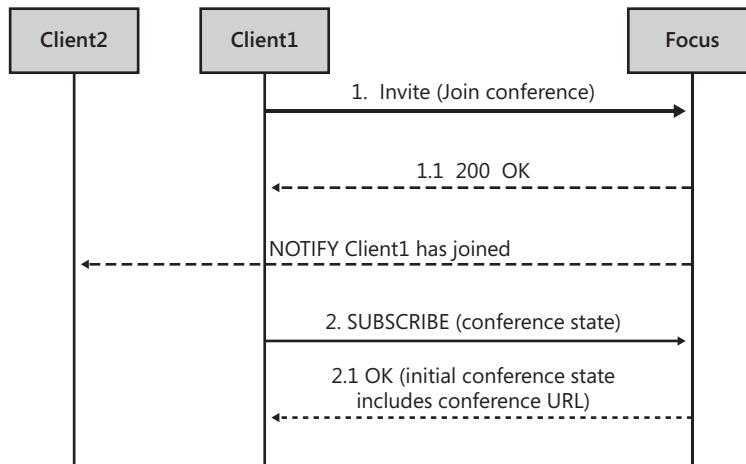 Client2
Client1
Focus
1. Invite (Join conference)
1.1 200 OK
NOTIFY Client1 has joined
2. SUBSCRIBE (conference state)
2.1 OK (initial conference state
includes conference URL)